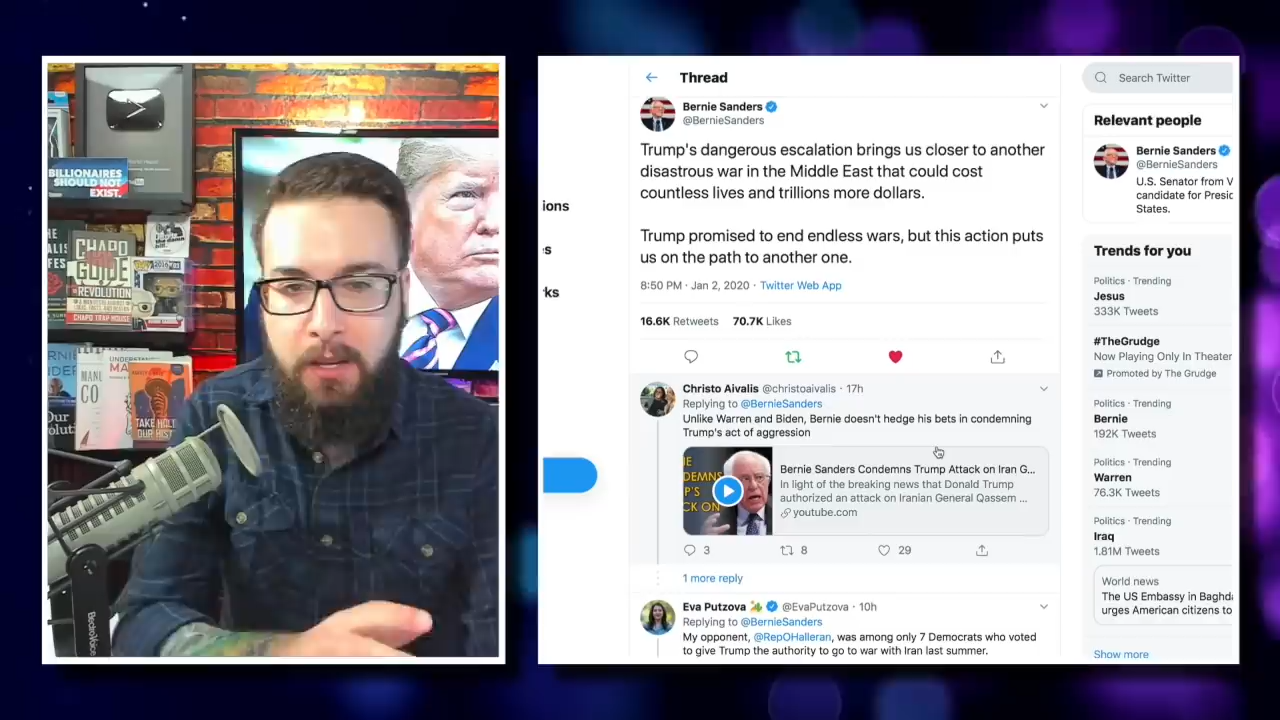 BILLIONAIRES
SHOULD NOT
EXIST.
CHAPO
GUIDE
REVOLUTION
CHAPO TRAP HOUSE
TAKE HOLD
OUR HIST
ions
s
ks
Thread
Bernie Sanders
@BernieSanders
Trump's dangerous escalation brings us closer to another
disastrous war in the Middle East that could cost
countless lives and trillions more dollars.
Trump promised to end endless wars, but this action puts
us on the path to another one.
8:50 PM · Jan 2, 2020 · Twitter Web App
16.6K Retweets 70.7K Likes
Christo Aivalis @christoaivalis · 17h
Replying to @BernieSanders
Unlike Warren and Biden, Bernie doesn't hedge his bets in condemning
Trump's act of aggression
IE
DEMNS
P'S
CK ON
Bernie Sanders Condemns Trump Attack on Iran G...
In light of the breaking news that Donald Trump
authorized an attack on Iranian General Qassem ...
youtube.com
3 8 29
1 more reply
Eva Putzova @EvaPutzova · 10h
Replying to @BernieSanders
My opponent, @RepOHalleran, was among only 7 Democrats who voted
to give Trump the authority to go to war with Iran last summer.
Search Twitter
Relevant people
Bernie Sanders
@BernieSanders
U.S. Senator from V
candidate for Presic
States.
Trends for you
Politics · Trending
Jesus
333K Tweets
#TheGrudge
Now Playing Only In Theater
Promoted by The Grudge
Politics · Trending
Bernie
192K Tweets
Politics · Trending
Warren
76.3K Tweets
Politics · Trending
Iraq
1.81M Tweets
World news
The US Embassy in Baghda
urges American citizens to
Show more